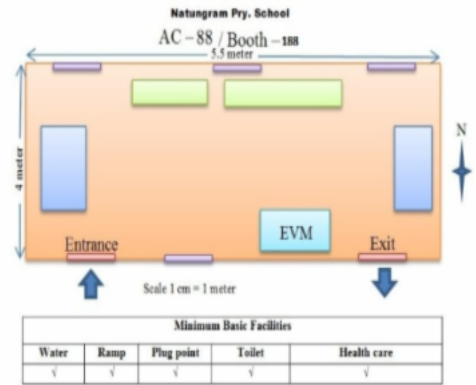 Natungram Pry. School
AC – 88 / Booth – 188
5.5 meter
4 meter
N
EVM
Entrance
Exit
Scale 1 cm = 1 meter
Minimum Basic Facilities
Water Ramp Plug point Toilet Health care
√ √ √ √ √